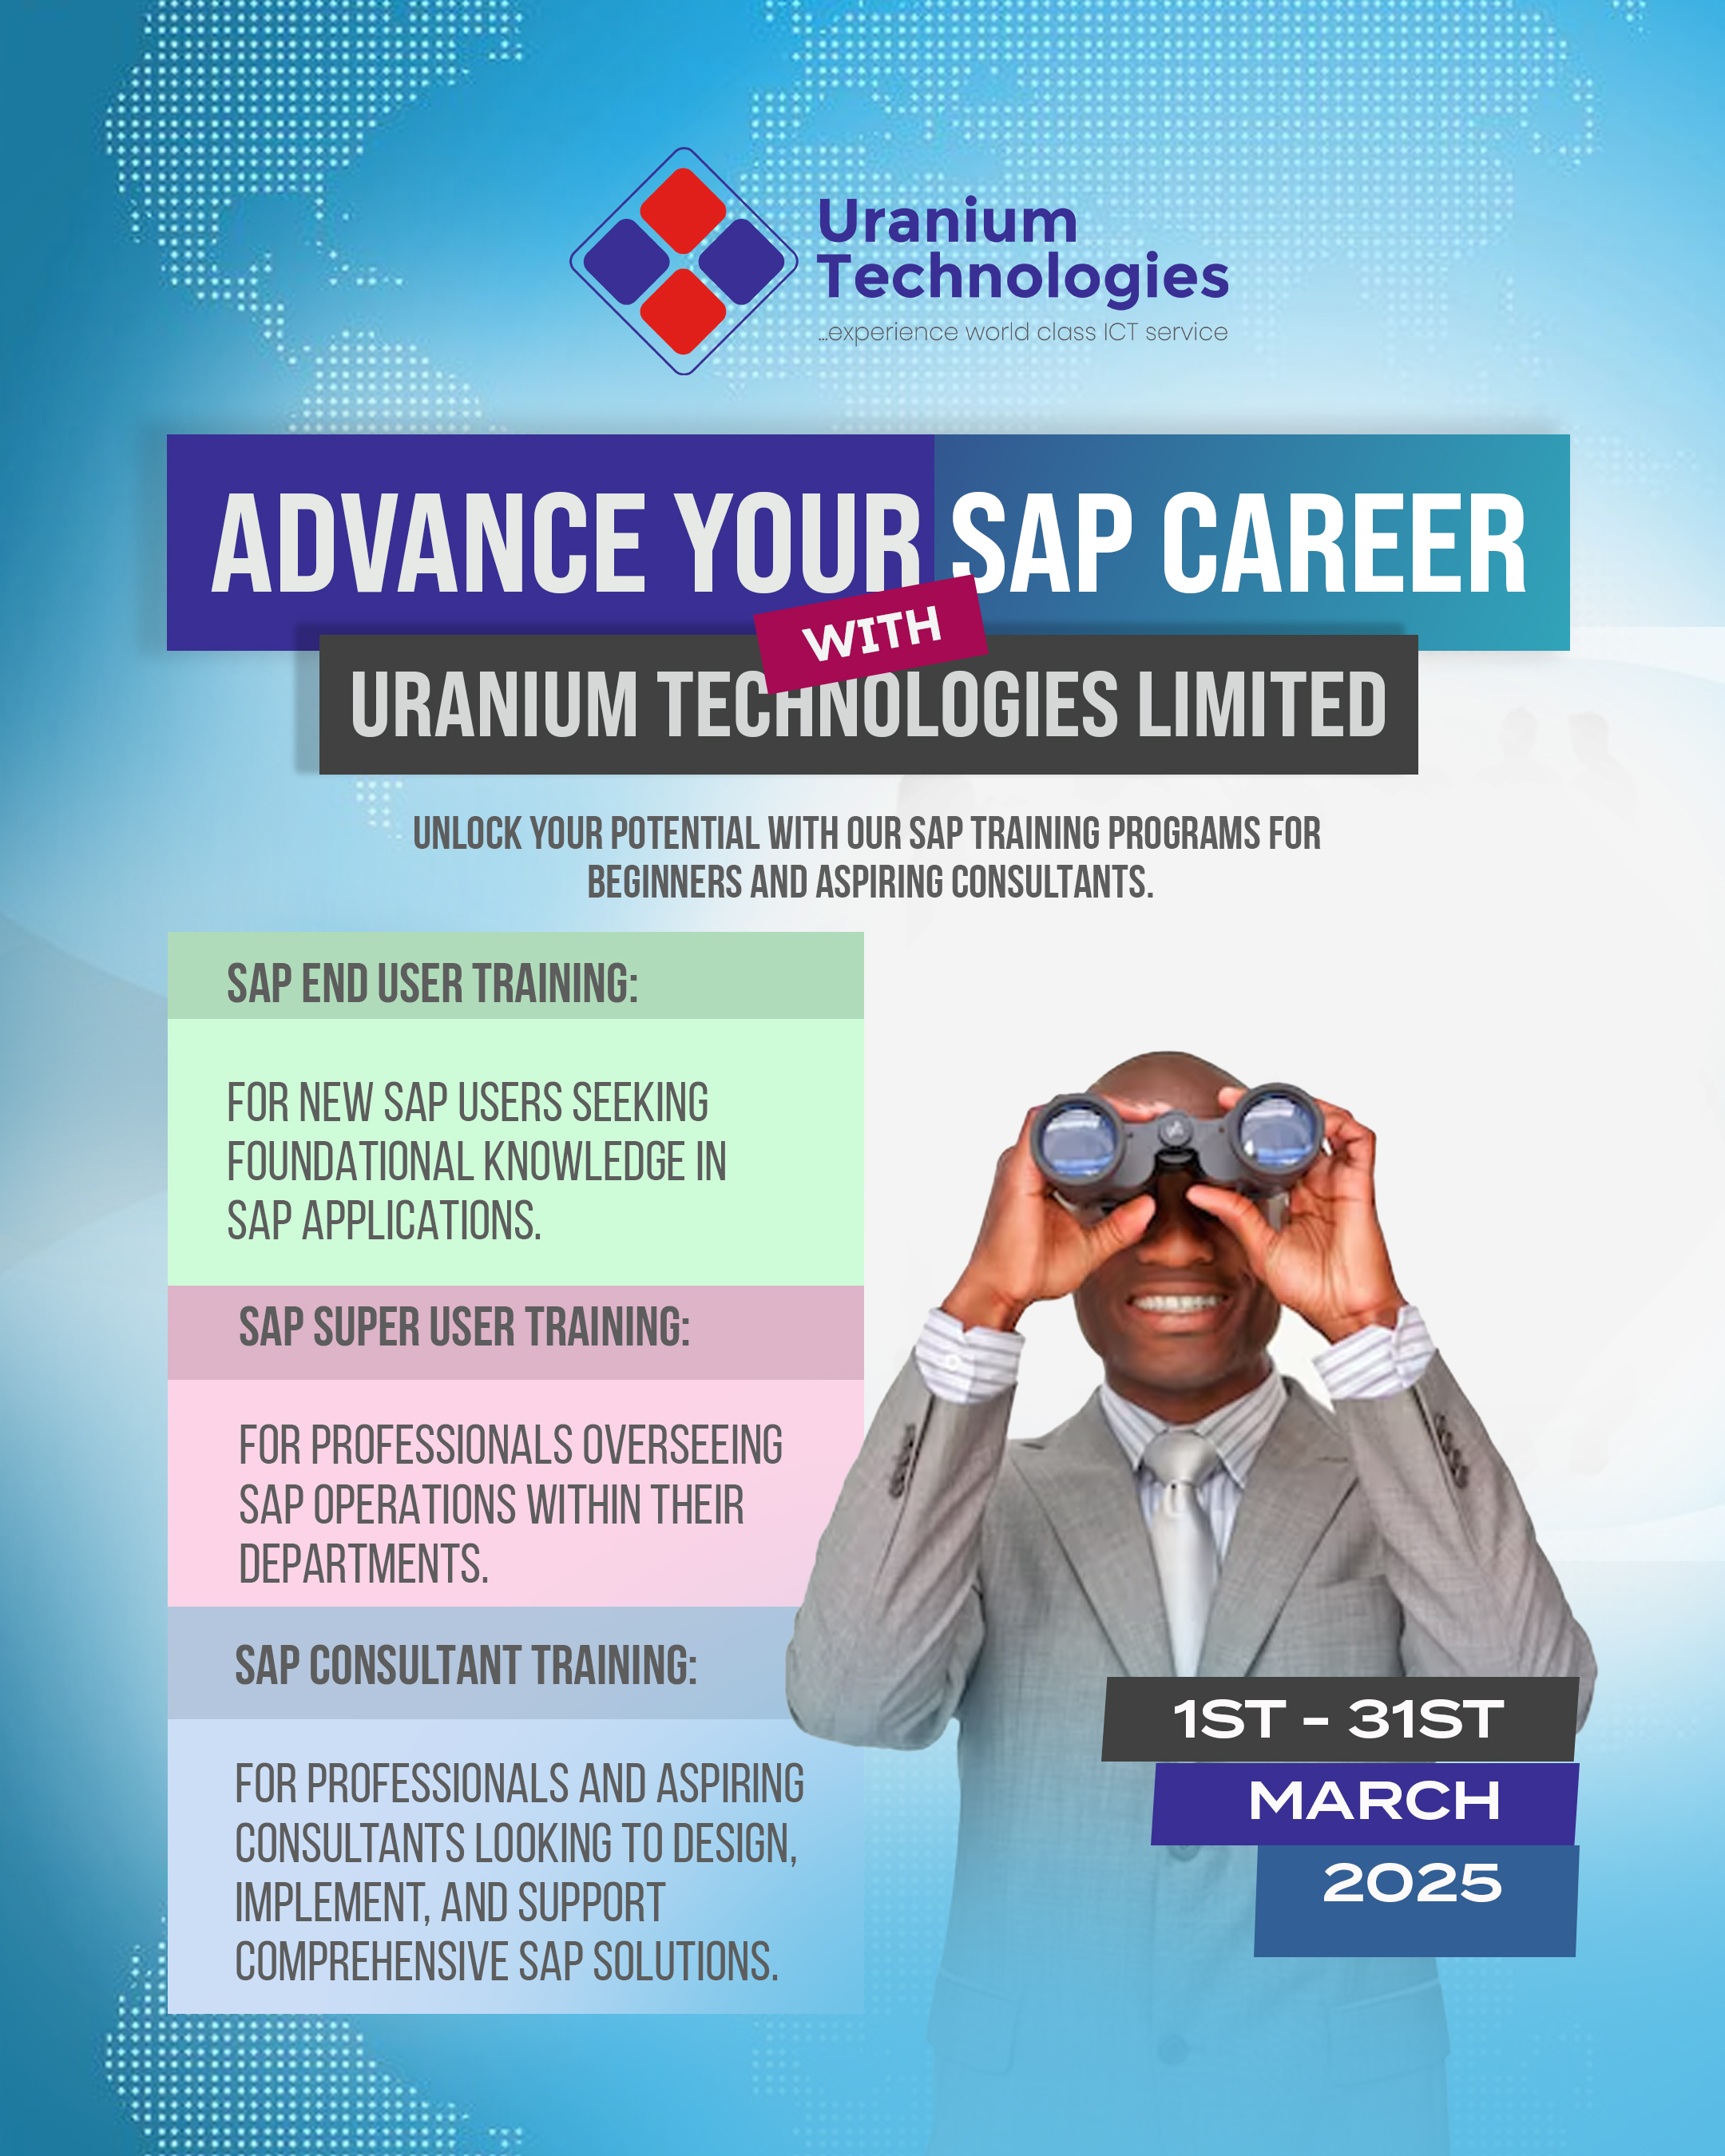 Uranium
Technologies
...experience world class ICT service
ADVANCE YOUR SAP CAREER
WITH
URANIUM TECHNOLOGIES LIMITED
UNLOCK YOUR POTENTIAL WITH OUR SAP TRAINING PROGRAMS FOR
BEGINNERS AND ASPIRING CONSULTANTS.
SAP END USER TRAINING:
FOR NEW SAP USERS SEEKING
FOUNDATIONAL KNOWLEDGE IN
SAP APPLICATIONS.
SAP SUPER USER TRAINING:
FOR PROFESSIONALS OVERSEEING
SAP OPERATIONS WITHIN THEIR
DEPARTMENTS.
SAP CONSULTANT TRAINING:
FOR PROFESSIONALS AND ASPIRING
CONSULTANTS LOOKING TO DESIGN,
IMPLEMENT, AND SUPPORT
COMPREHENSIVE SAP SOLUTIONS.
1ST - 31ST
MARCH
2025